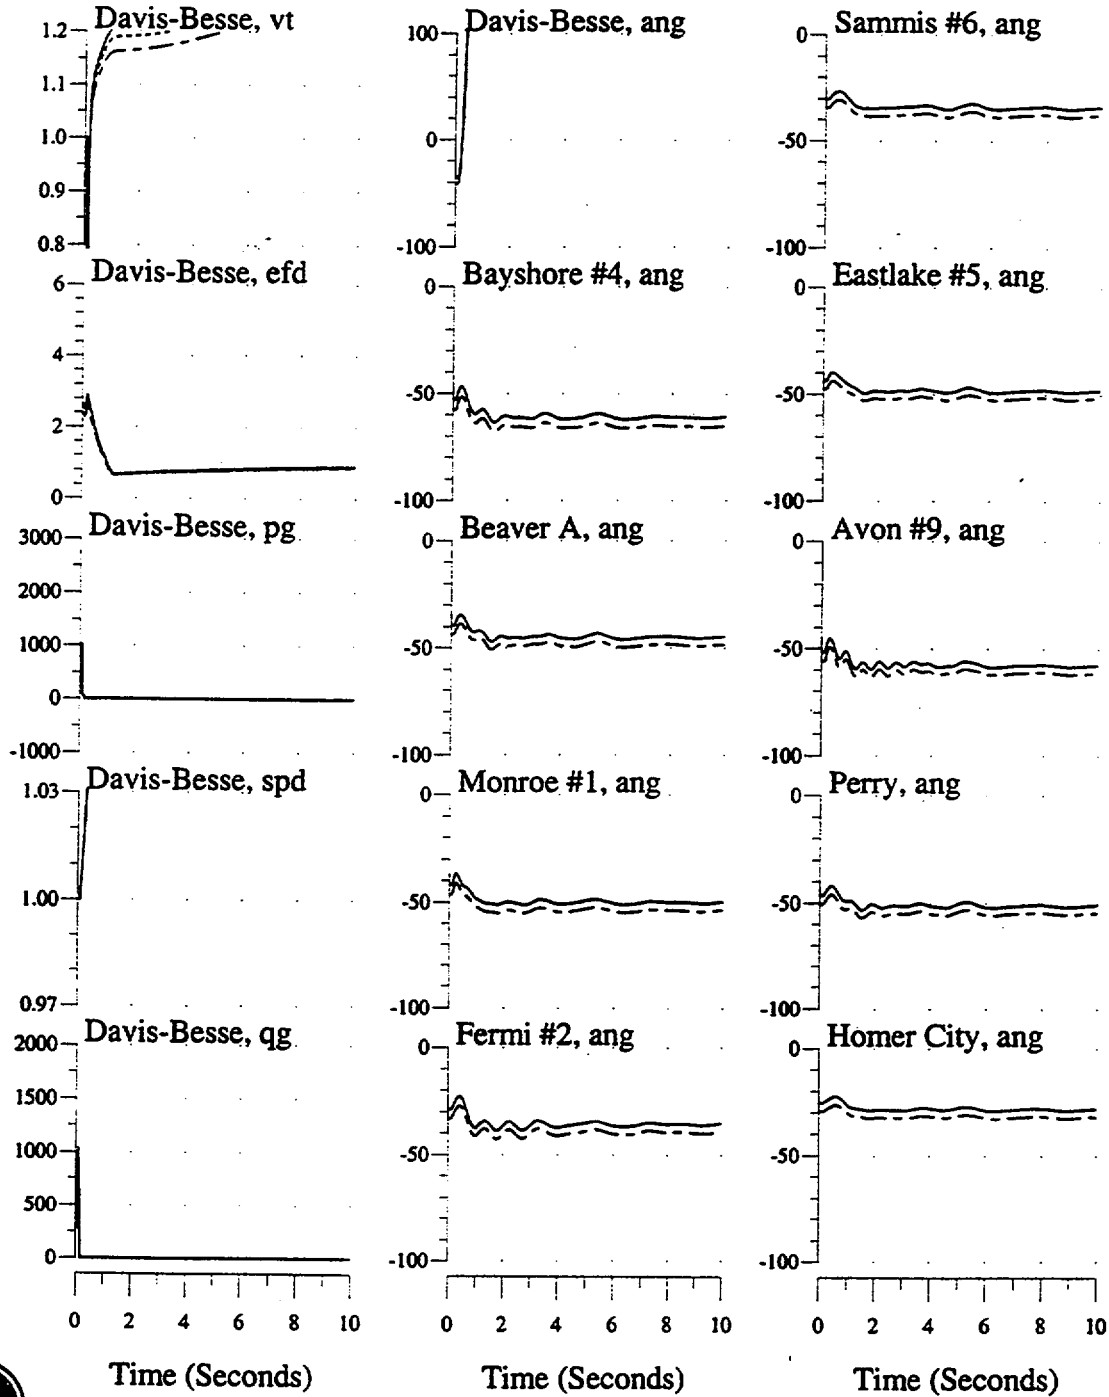 Davis-Besse, vt
1.2
1.1
1.0
0.9
0.8
Davis-Besse, efd
6
4
2
0
Davis-Besse, pg
3000
2000
1000
0
-1000
Davis-Besse, spd
1.03
1.00
0.97
Davis-Besse, qg
2000
1500
1000
500
0
0 2 4 6 8 10
Time (Seconds)
Davis-Besse, ang
100
0
-100
Bayshore #4, ang
0
-50
-100
Beaver A, ang
0
-50
-100
Monroe #1, ang
0
-50
-100
Fermi #2, ang
0
-50
-100
0 2 4 6 8 10
Time (Seconds)
Sammis #6, ang
0
-50
-100
Eastlake #5, ang
0
-50
-100
Avon #9, ang
0
-50
-100
Perry, ang
0
-50
-100
Homer City, ang
0
-50
-100
0 2 4 6 8 10
Time (Seconds)